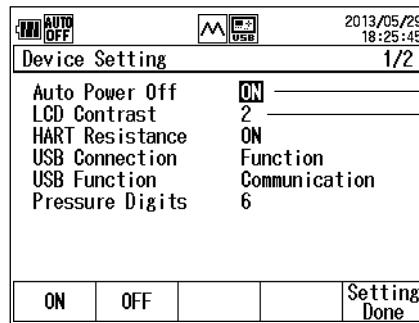 AUTO OFF USB 2013/05/29
18:25:45
Device Setting 1/2
Auto Power Off ON
LCD Contrast 2
HART Resistance ON
USB Connection Function
USB Function Communication
Pressure Digits 6
ON OFF Setting Done